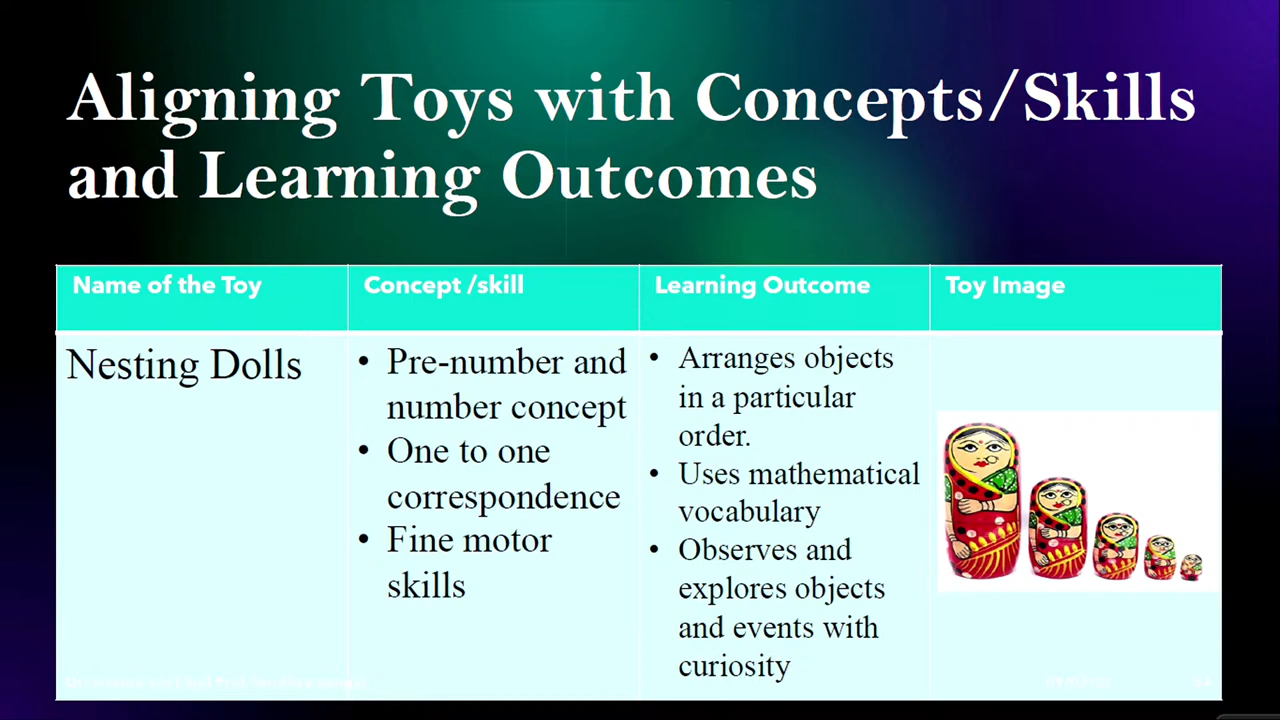 Aligning Toys with Concepts/Skills
and Learning Outcomes
Name of the Toy
Concept /skill
Learning Outcome
Toy Image
Nesting Dolls
• Pre-number and
number concept
• One to one
correspondence
• Fine motor
skills
• Arranges objects
in a particular
order.
• Uses mathematical
vocabulary
• Observes and
explores objects
and events with
curiosity